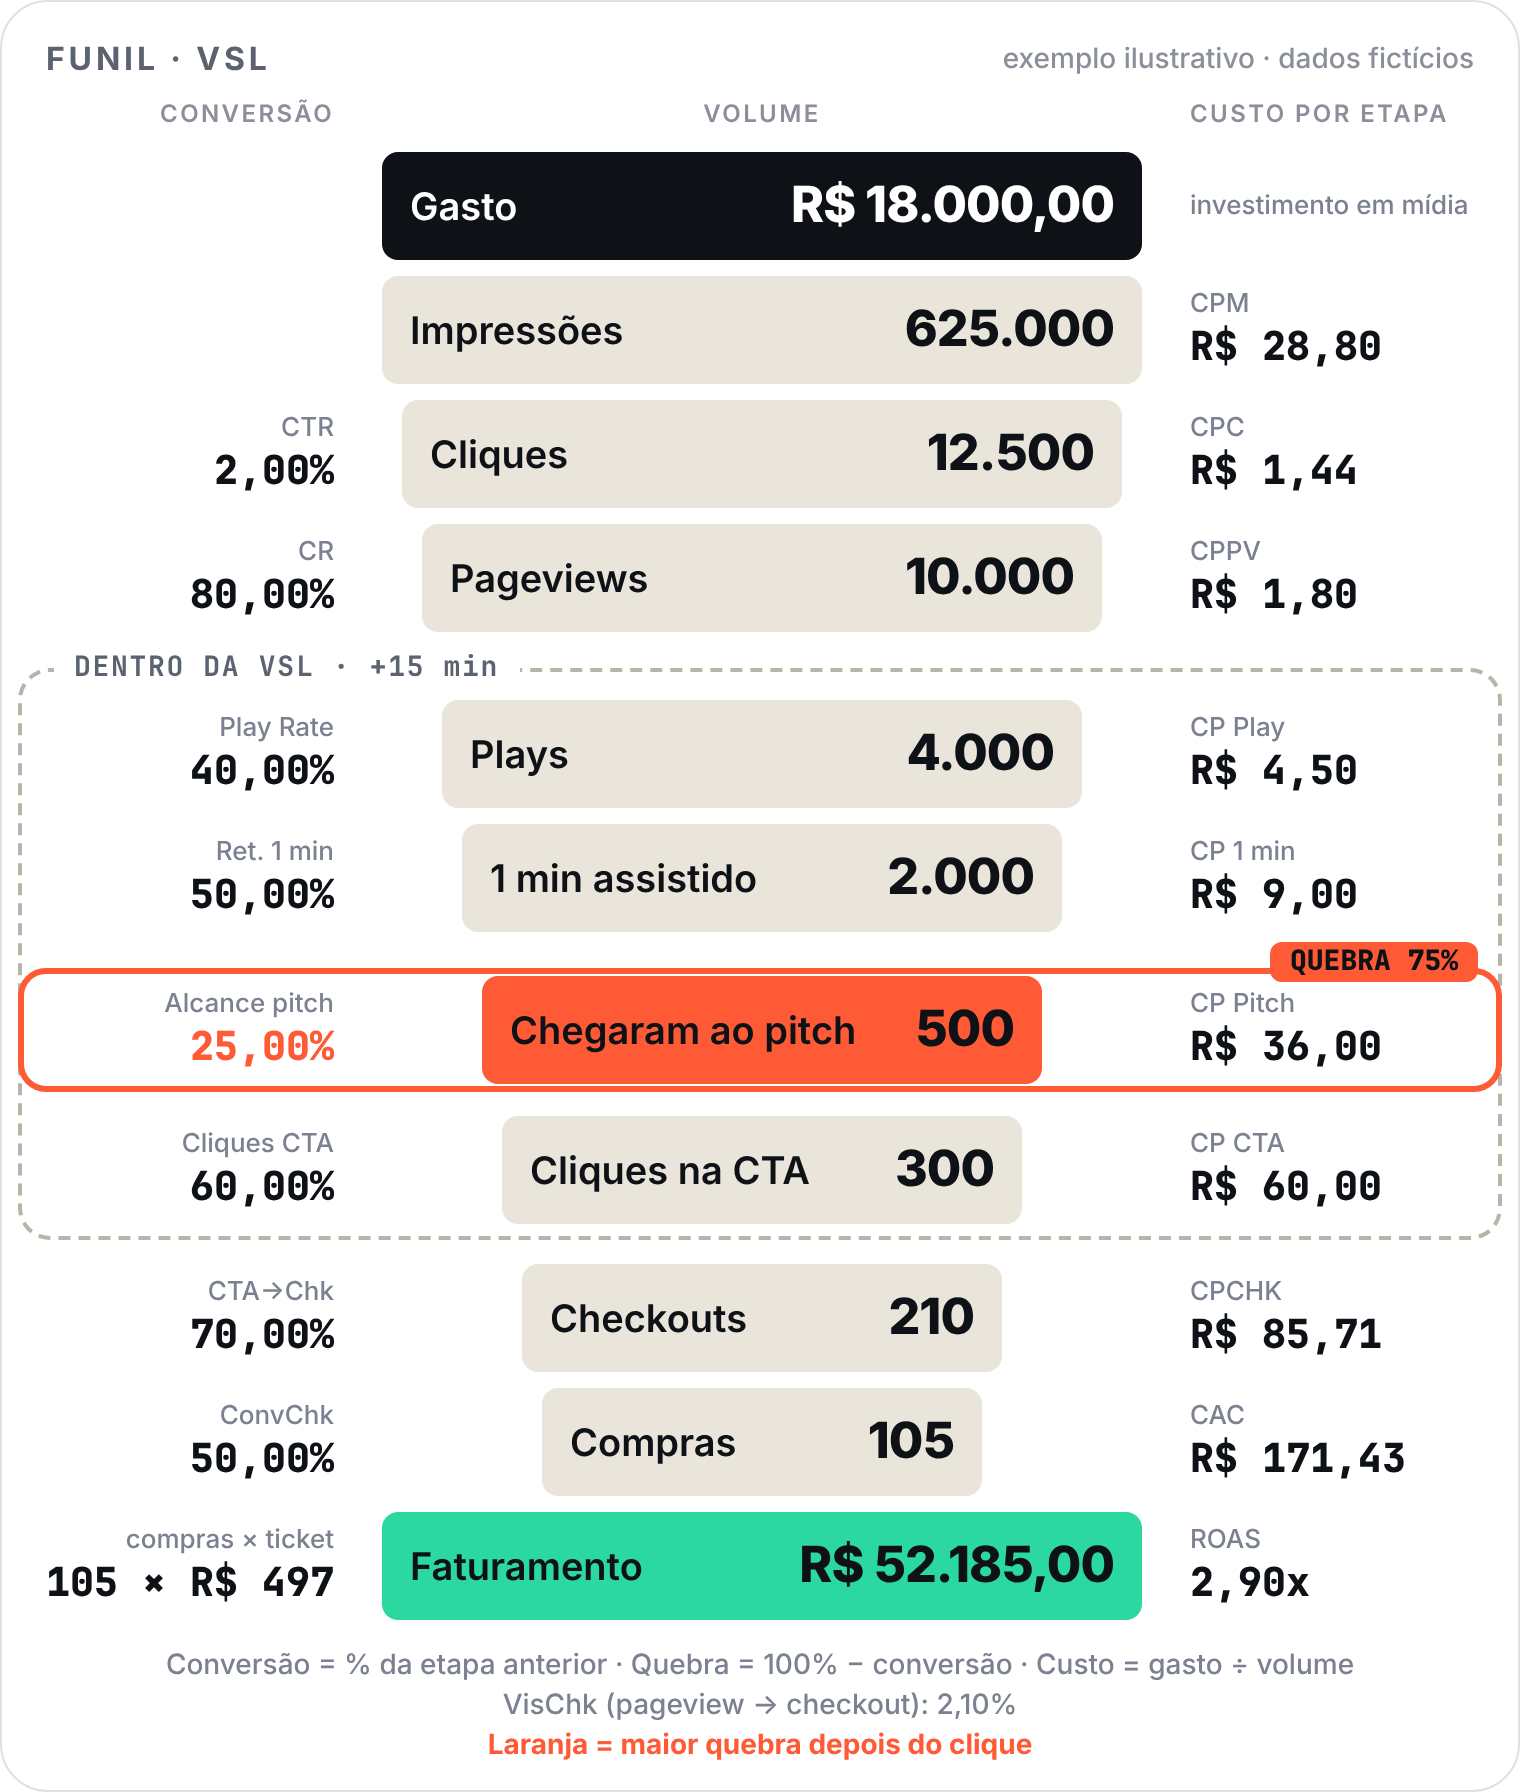 FUNIL · VSL
exemplo ilustrativo · dados fictícios
CONVERSÃO
VOLUME
CUSTO POR ETAPA
Gasto
R$ 18.000,00
investimento em mídia
Impressões
625.000
CPM
R$ 28,80
CTR
2,00%
Cliques
12.500
CPC
R$ 1,44
CR
80,00%
Pageviews
10.000
CPPV
R$ 1,80
DENTRO DA VSL · +15 min
Play Rate
40,00%
Plays
4.000
CP Play
R$ 4,50
Ret. 1 min
50,00%
1 min assistido
2.000
CP 1 min
R$ 9,00
QUEBRA 75%
Alcance pitch
25,00%
Chegaram ao pitch
500
CP Pitch
R$ 36,00
Cliques CTA
60,00%
Cliques na CTA
300
CP CTA
R$ 60,00
CTA→Chk
70,00%
Checkouts
210
CPCHK
R$ 85,71
ConvChk
50,00%
Compras
105
CAC
R$ 171,43
compras × ticket
105 × R$ 497
Faturamento
R$ 52.185,00
ROAS
2,90x
Conversão = % da etapa anterior · Quebra = 100% − conversão · Custo = gasto ÷ volume
VisChk (pageview → checkout): 2,10%
Laranja = maior quebra depois do clique